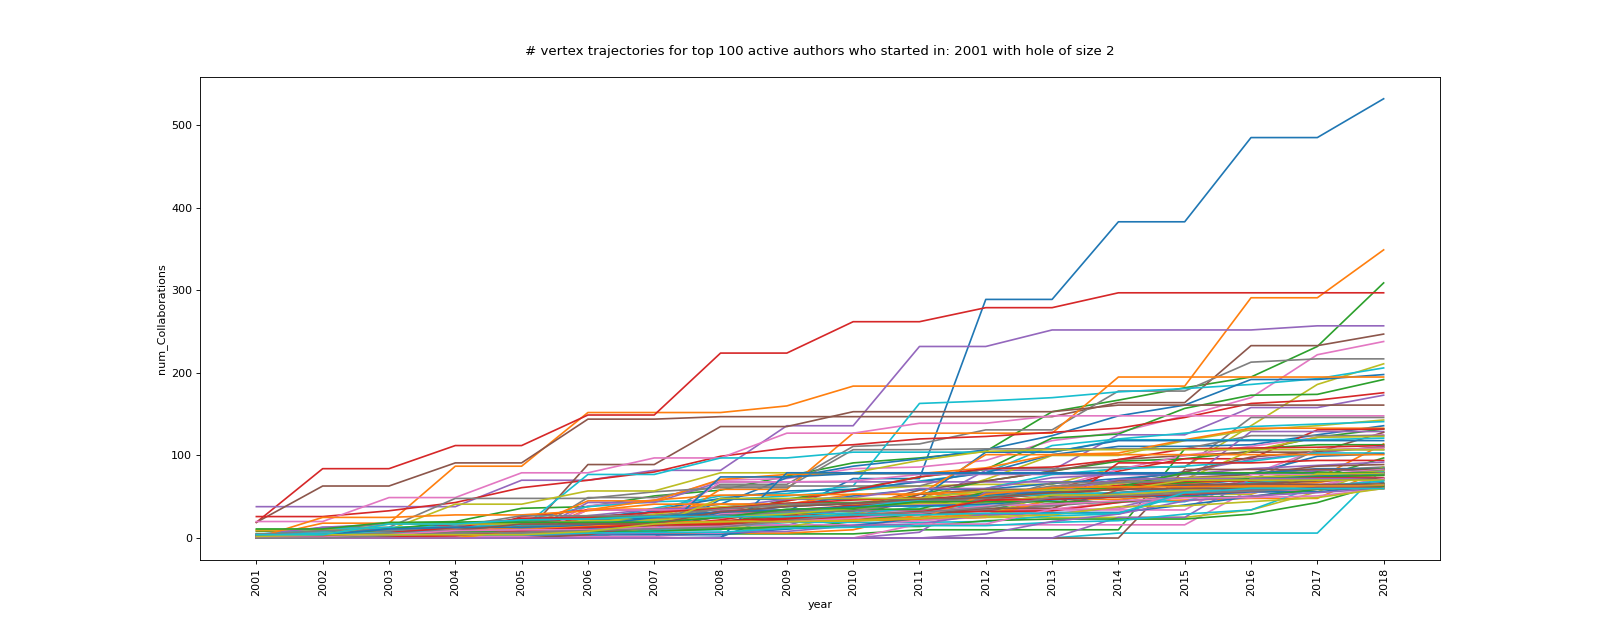 # vertex trajectories for top 100 active authors who started in: 2001 with hole of size 2
500
400
300
200
100
0
num_Collaborations
2001 2002 2003 2004 2005 2006 2007 2008 2009 2010 2011 2012 2013 2014 2015 2016 2017 2018
year